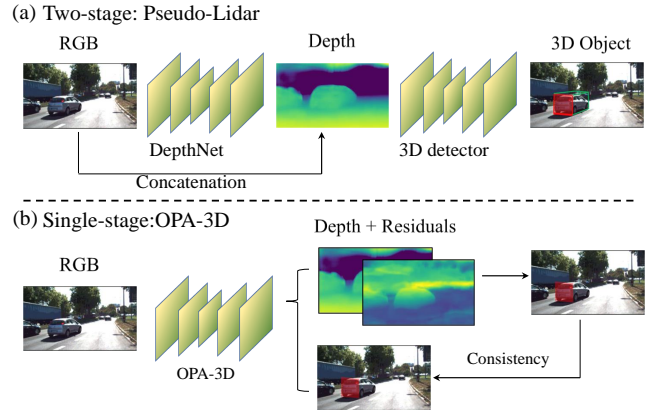 (a) Two-stage: Pseudo-Lidar
RGB
Depth
3D Object
DepthNet
3D detector
Concatenation
(b) Single-stage:OPA-3D
Depth + Residuals
RGB
OPA-3D
Consistency